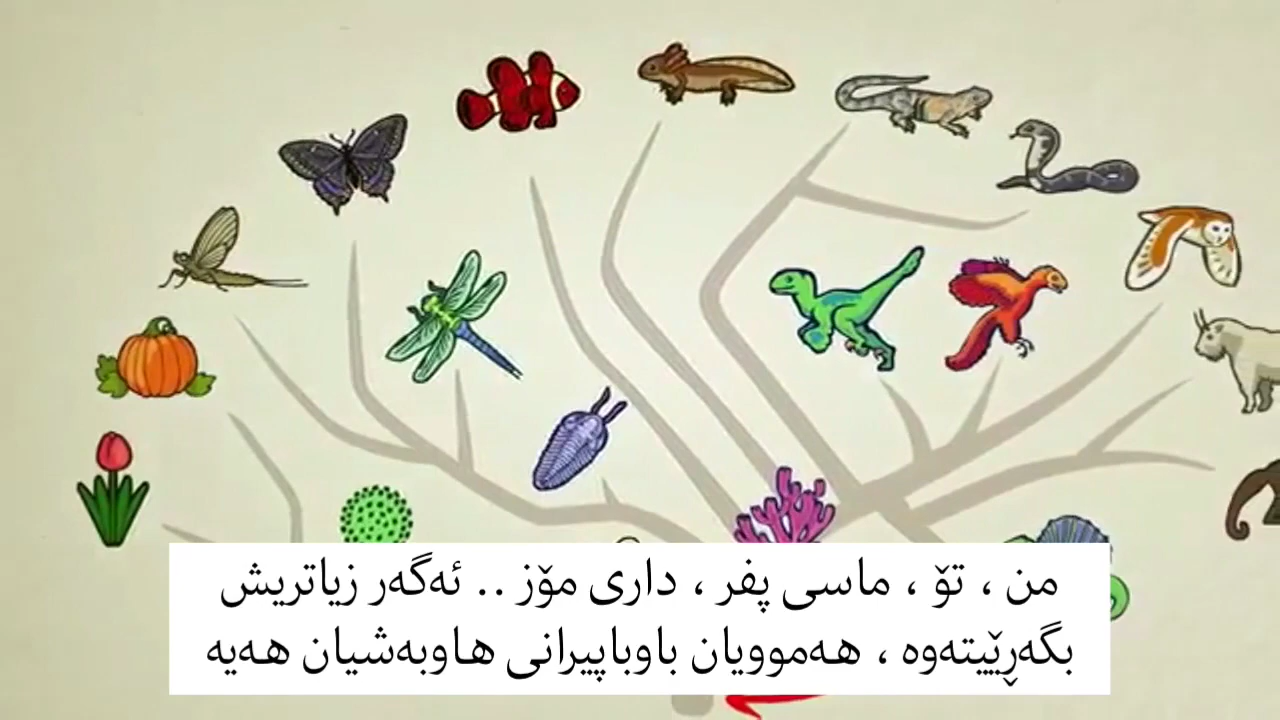 من ، تۆ ، ماسی پفر ، داری مۆز .. ئەگەر زیاتریش
بگەڕێیتەوە ، هەموویان باوباپیرانی هاوبەشیان هەیە